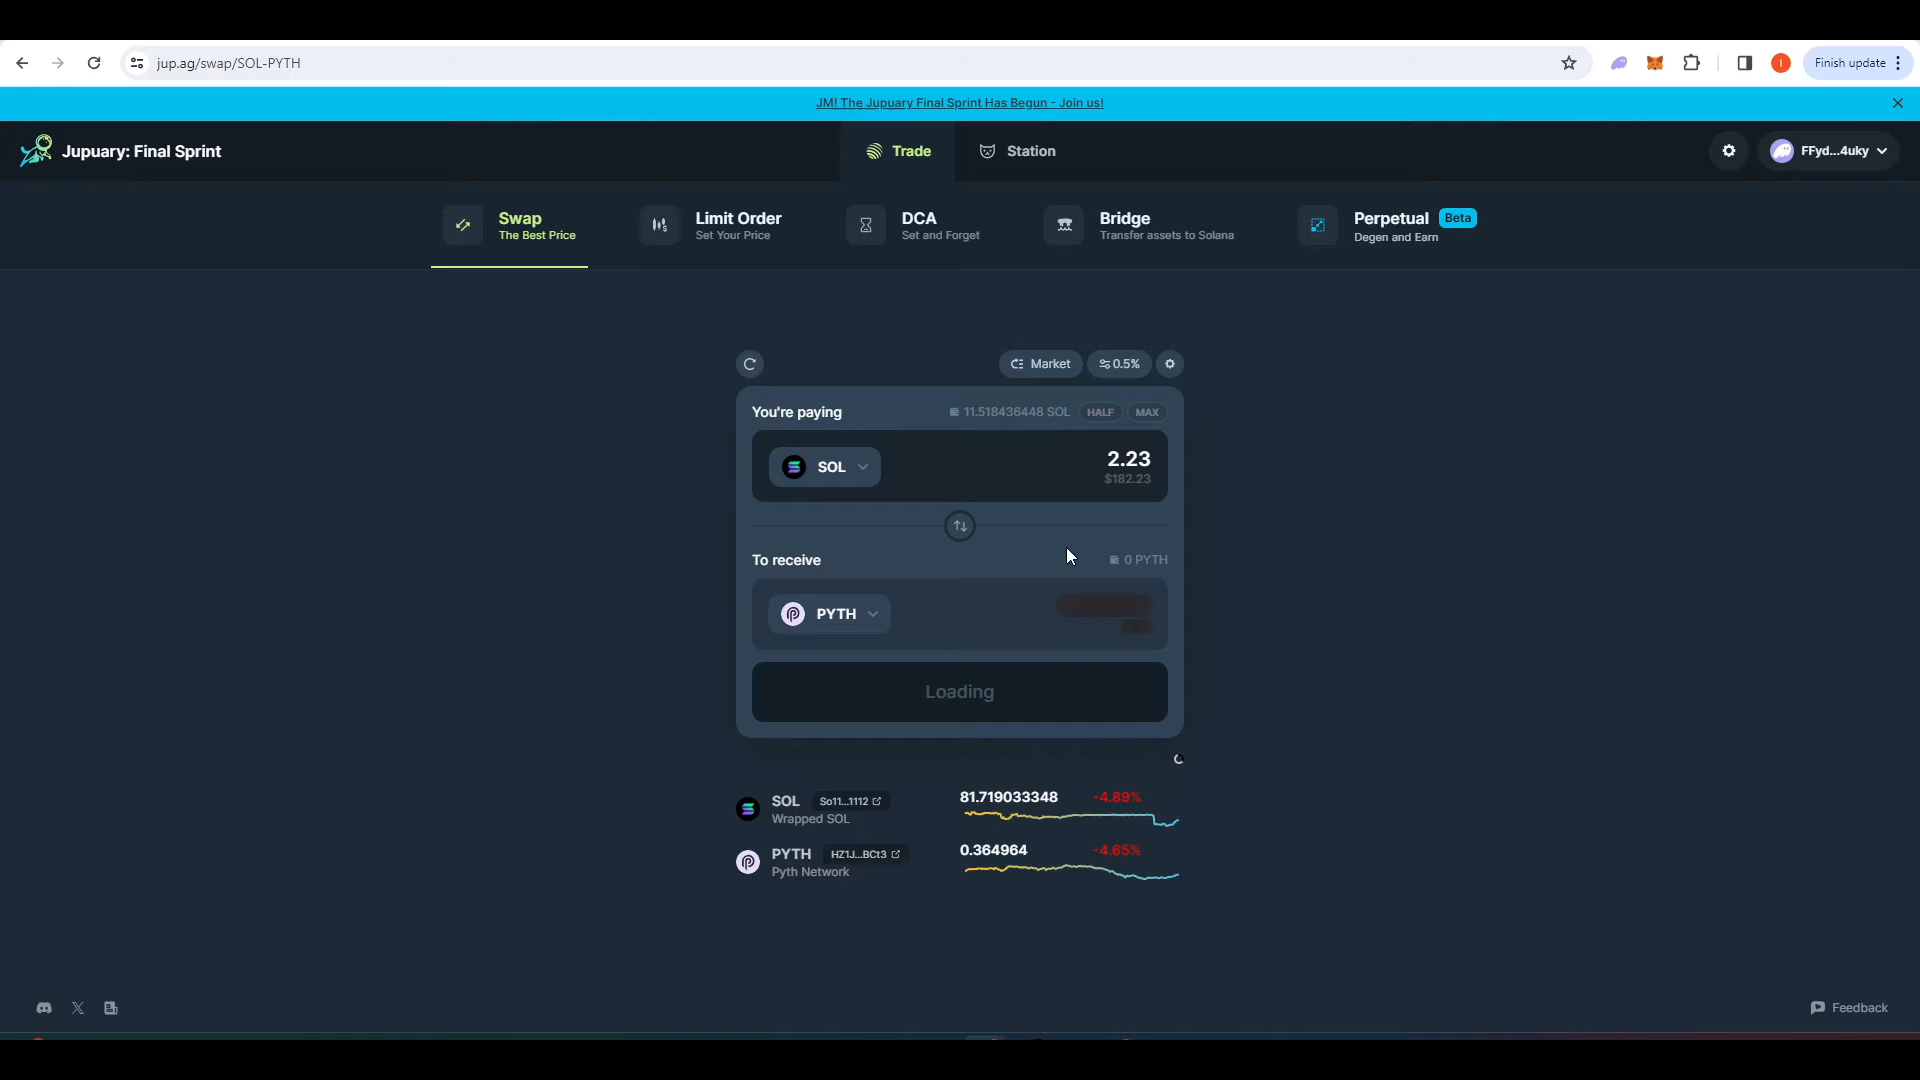 jup.ag/swap/SOL-PYTH
Finish update
JM! The Jupuary Final Sprint Has Begun - Join us!
Jupuary: Final Sprint
Trade
Station
FFyd...4uky
Swap
The Best Price
Limit Order
Set Your Price
DCA
Set and Forget
Bridge
Transfer assets to Solana
Perpetual Beta
Degen and Earn
Market
0.5%
You're paying
11.518436448 SOL
HALF
MAX
SOL
2.23
$182.23
To receive
0 PYTH
PYTH
Loading
SOL So11...1112
Wrapped SOL
81.719033348
-4.89%
PYTH HZ1J...BCt3
Pyth Network
0.364964
-4.65%
Feedback